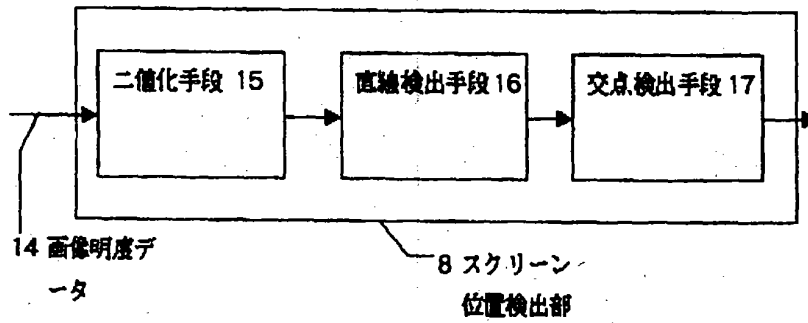 二値化手段 15
直線検出手段 16
交点検出手段 17
14 画像明度デ
ータ
8 スクリーン
位置検出部